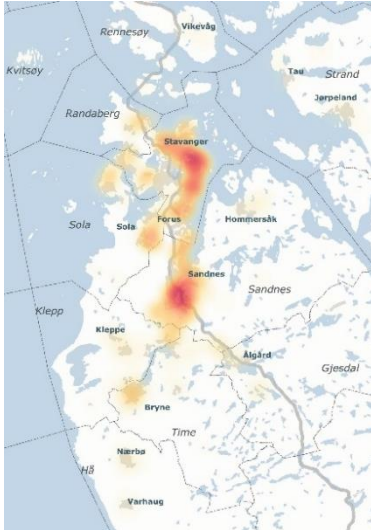 Vikevåg
Rennesøy
Kvitsøy
Tau
Strand
Jørpeland
Randaberg
Stavanger
Sola
Sola
Forus
Hommersåk
Sandnes
Sandnes
Klepp
Kleppe
Ålgård
Gjesdal
Bryne
Time
Nærbø
Hå
Varhaug